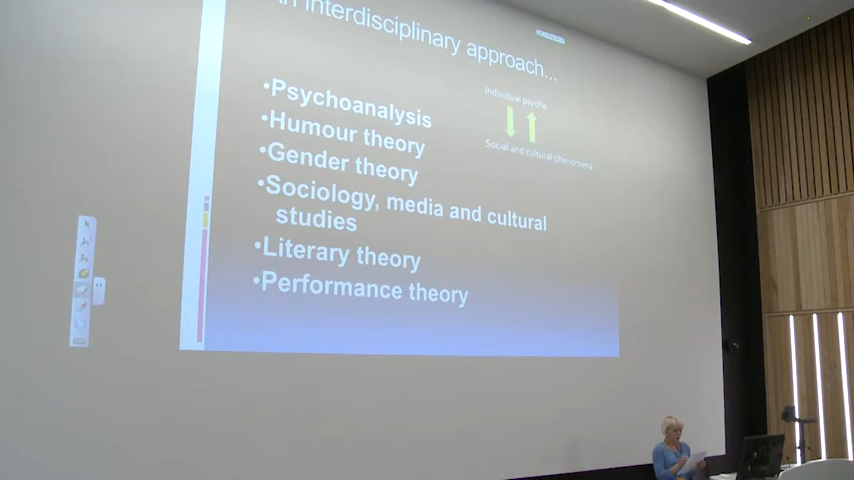 An interdisciplinary approach...
•Psychoanalysis
•Humour theory
•Gender theory
•Sociology, media and cultural
studies
•Literary theory
•Performance theory
Individual psyche
Social and cultural phenomena